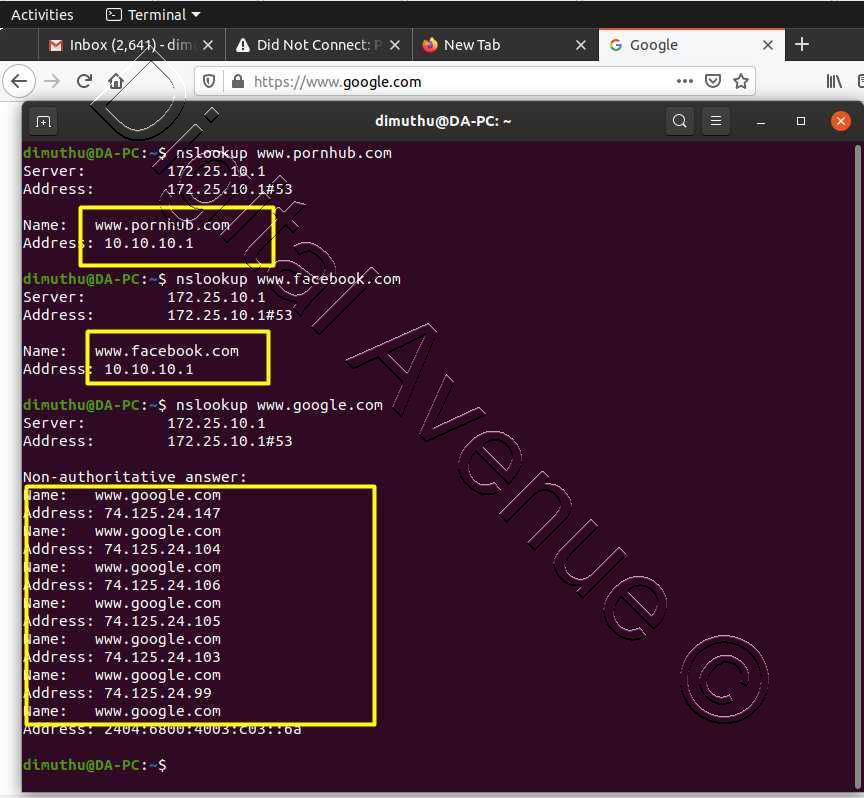 Activities Terminal
Inbox (2,641) - dim
Did Not Connect: P
New Tab
Google
https://www.google.com
dimuthu@DA-PC: ~
dimuthu@DA-PC:~$ nslookup www.pornhub.com
Server: 172.25.10.1
Address: 172.25.10.1#53
Name: www.pornhub.com
Address: 10.10.10.1
dimuthu@DA-PC:~$ nslookup www.facebook.com
Server: 172.25.10.1
Address: 172.25.10.1#53
Name: www.facebook.com
Address: 10.10.10.1
dimuthu@DA-PC:~$ nslookup www.google.com
Server: 172.25.10.1
Address: 172.25.10.1#53
Non-authoritative answer:
Name: www.google.com
Address: 74.125.24.147
Name: www.google.com
Address: 74.125.24.104
Name: www.google.com
Address: 74.125.24.106
Name: www.google.com
Address: 74.125.24.105
Name: www.google.com
Address: 74.125.24.103
Name: www.google.com
Address: 74.125.24.99
Name: www.google.com
Address: 2404:6800:4003:c03::6a
dimuthu@DA-PC:~$
Digital Avenue ©